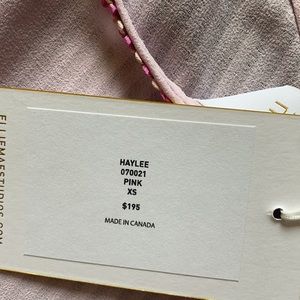 HAYLEE
070021
PINK
XS
$195
MADE IN CANADA
ELLIEMAESTUDIOS.COM